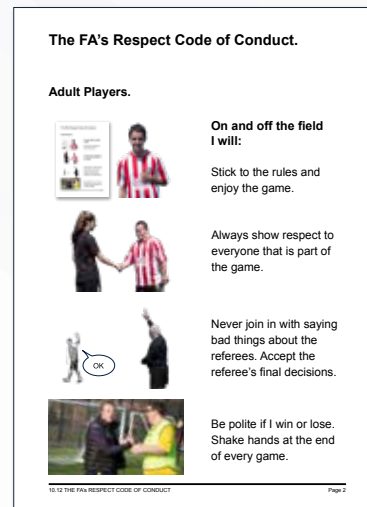 The FA's Respect Code of Conduct.
Adult Players.
On and off the field
I will:
Stick to the rules and
enjoy the game.
Always show respect to
everyone that is part of
the game.
Never join in with saying
bad things about the
referees. Accept the
referee's final decisions.
OK
Be polite if I win or lose.
Shake hands at the end
of every game.
10.12 THE FA's RESPECT CODE OF CONDUCT
Page 2